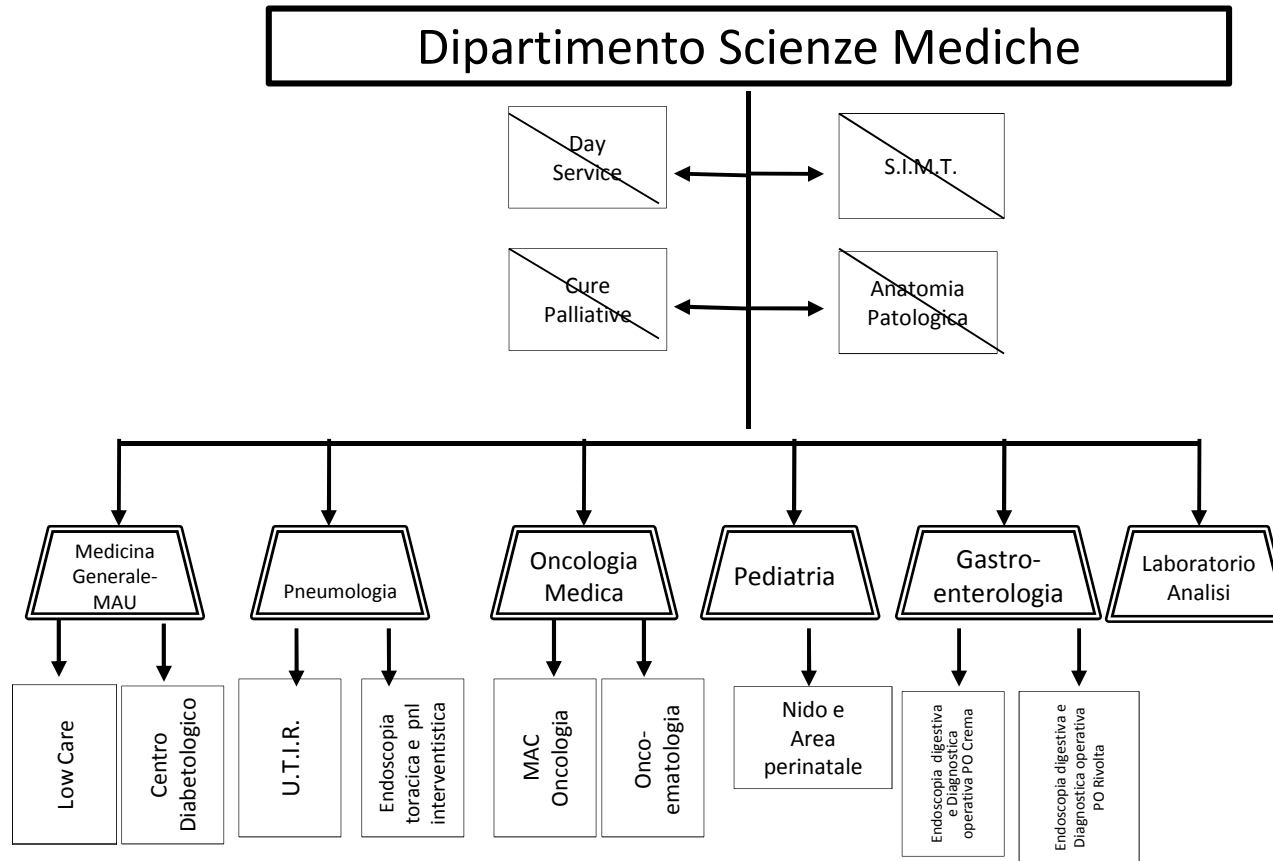 Dipartimento Scienze Mediche
Day
Service
S.I.M.T.
Cure
Palliative
Anatomia
Patologica
Medicina
Generale-
MAU
Pneumologia
Oncologia
Medica
Pediatria
Gastro-
enterologia
Laboratorio
Analisi
Low Care
Centro
Diabetologico
U.T.I.R.
Endoscopia
toracica e pnl
interventistica
MAC
Oncologia
Onco-
ematologia
Nido e
Area
perinatale
Endoscopia digestiva
e Diagnostica
operativa PO Crema
Endoscopia digestiva e
Diagnostica operativa
PO Rivolta